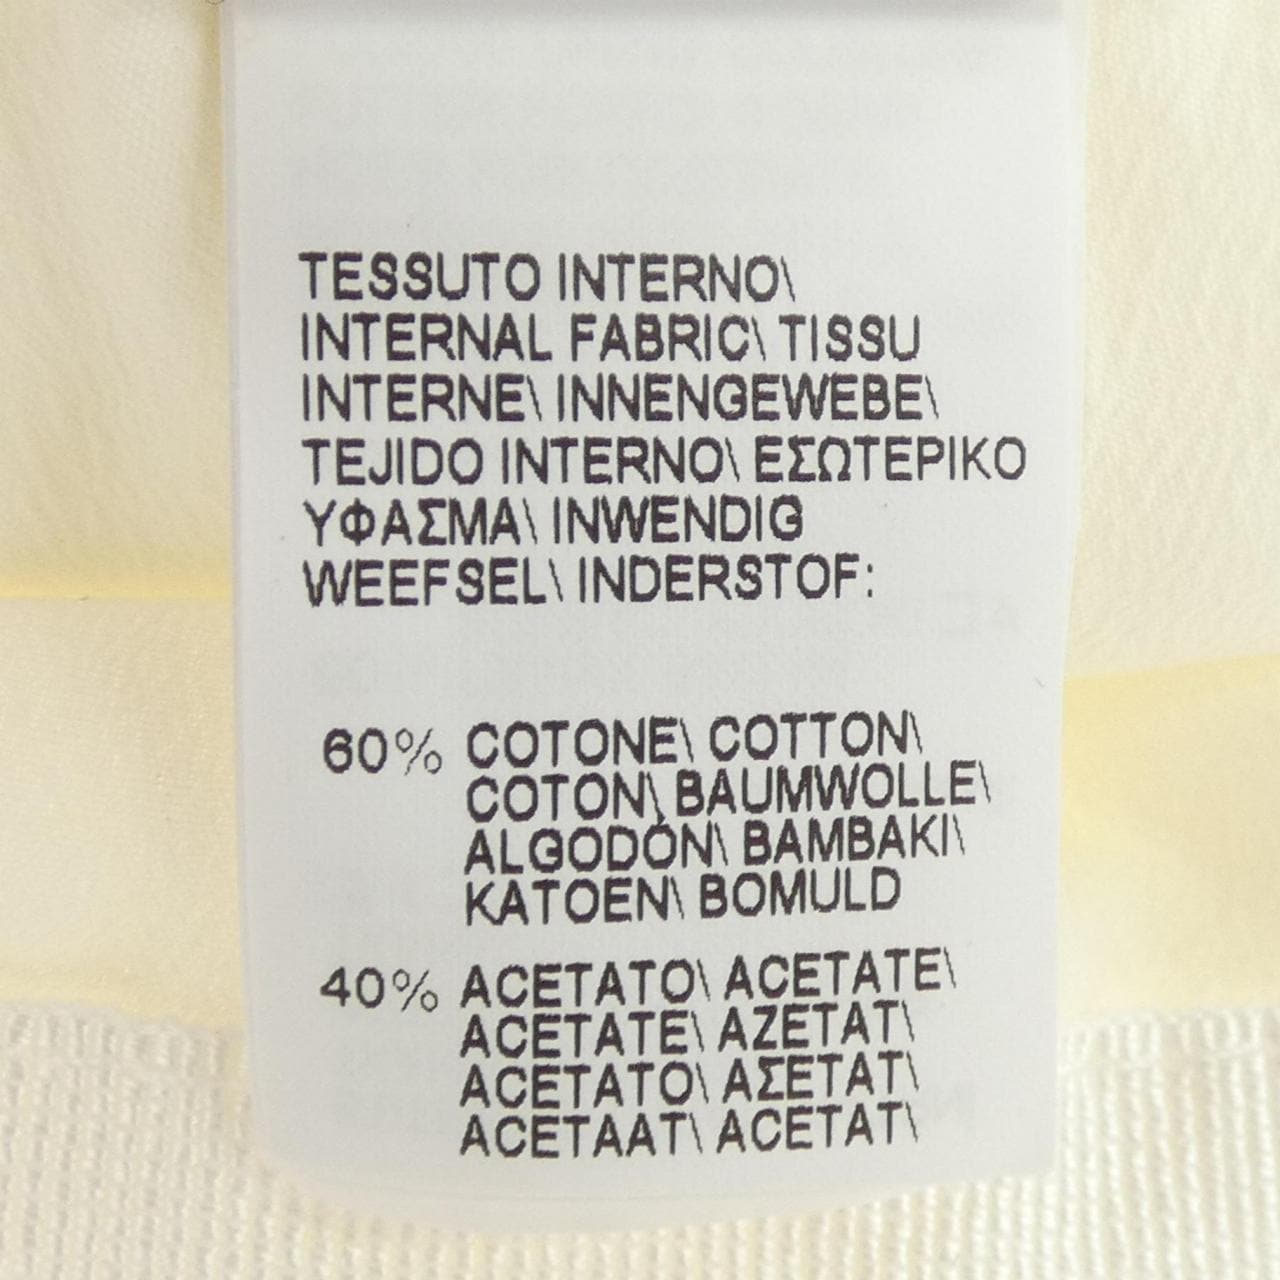 TESSUTO INTERNO\
INTERNAL FABRIC\ TISSU
INTERNE\ INNENGEWEBE\
TEJIDO INTERNO\ ΕΣΩΤΕΡΙΚΟ
ΥΦΑΣΜΑ\ INWENDIG
WEEFSEL\ INDERSTOF:
60% COTONE\ COTTON\
COTON\ BAUMWOLLE\
ALGODÓN\ BAMBAKI\
KATOEN\ BOMULD
40% ACETATO\ ACETATE\
ACETATE\ AZETAT\
ACETATO\ ΑΣΕΤΑΤ\
ACETAAT\ ACETAT\